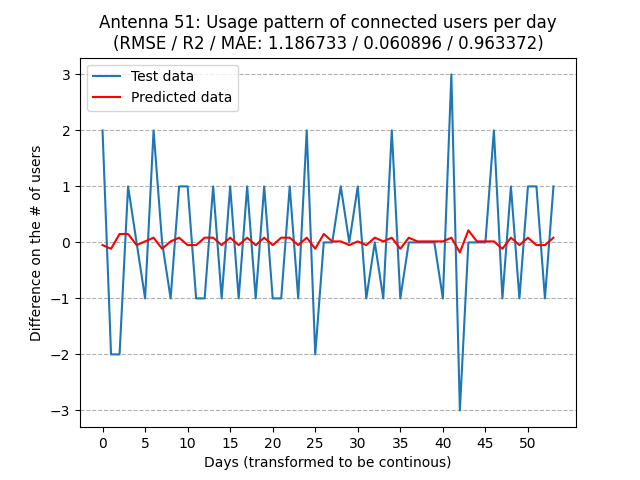 Antenna 51: Usage pattern of connected users per day
(RMSE / R2 / MAE: 1.186733 / 0.060896 / 0.963372)
Test data
Predicted data
Difference on the # of users
3
2
1
0
−1
−2
−3
0 5 10 15 20 25 30 35 40 45 50
Days (transformed to be continous)